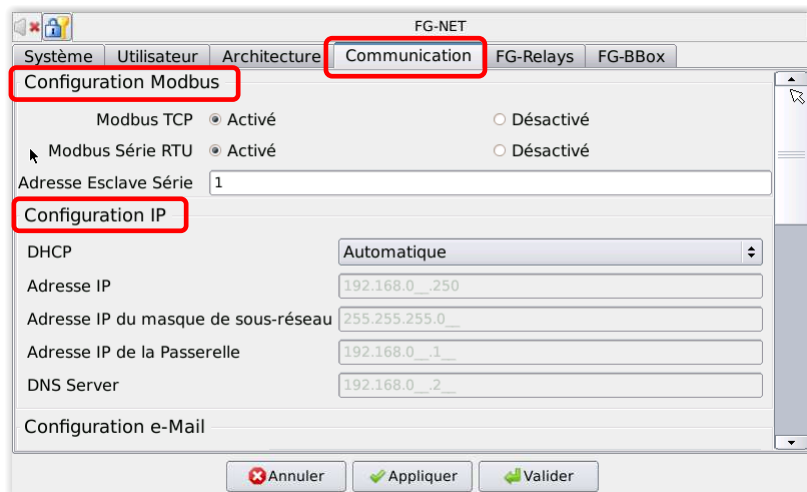 FG-NET
Système Utilisateur Architecture Communication FG-Relays FG-BBox
Configuration Modbus
Modbus TCP Activé Désactivé
Modbus Série RTU Activé Désactivé
Adresse Esclave Série 1
Configuration IP
DHCP Automatique
Adresse IP 192.168.0__.250
Adresse IP du masque de sous-réseau 255.255.255.0__
Adresse IP de la Passerelle 192.168.0__.1__
DNS Server 192.168.0__.2__
Configuration e-Mail
Annuler Appliquer Valider